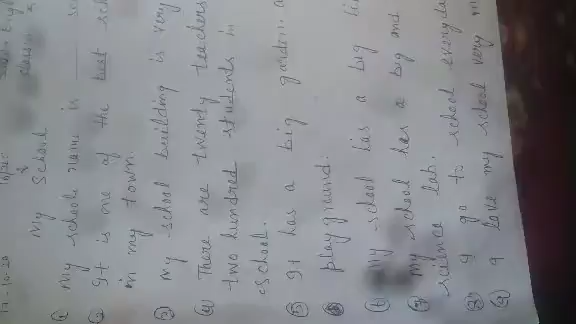 17-10-20
My School
① My school name is
② It is one of the best
in my town.
③ My school building is very
④ There are twenty teachers
two hundred students in
school.
⑤ It has a big garden
play ground.
⑥ My school has a big
⑦ My school has a big and
science lab.
⑧ I go to school everyday
⑨ I love my school very